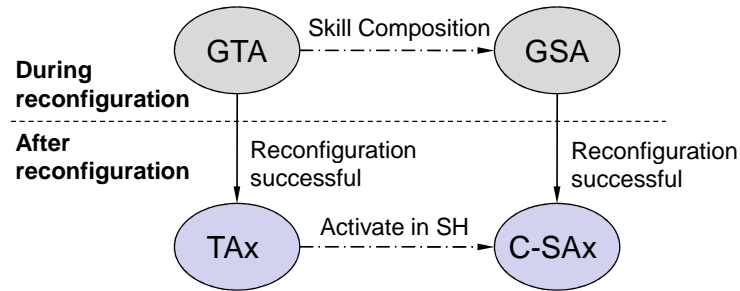 Skill Composition
GTA
GSA
During
reconfiguration
After
reconfiguration
Reconfiguration
successful
Reconfiguration
successful
Activate in SH
TAx
C-SAx